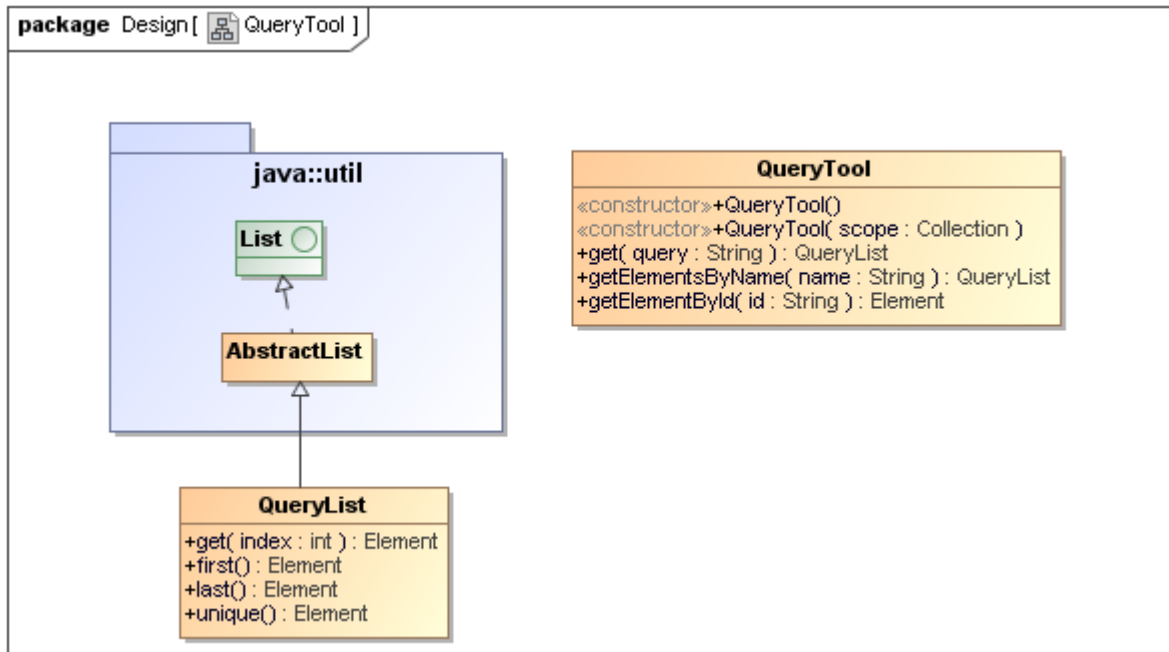 package Design[ QueryTool ]
java::util
List
AbstractList
QueryList
+get( index : int ) : Element
+first() : Element
+last() : Element
+unique() : Element
QueryTool
«constructor»+QueryTool()
«constructor»+QueryTool( scope : Collection )
+get( query : String ) : QueryList
+getElementsByName( name : String ) : QueryList
+getElementById( id : String ) : Element